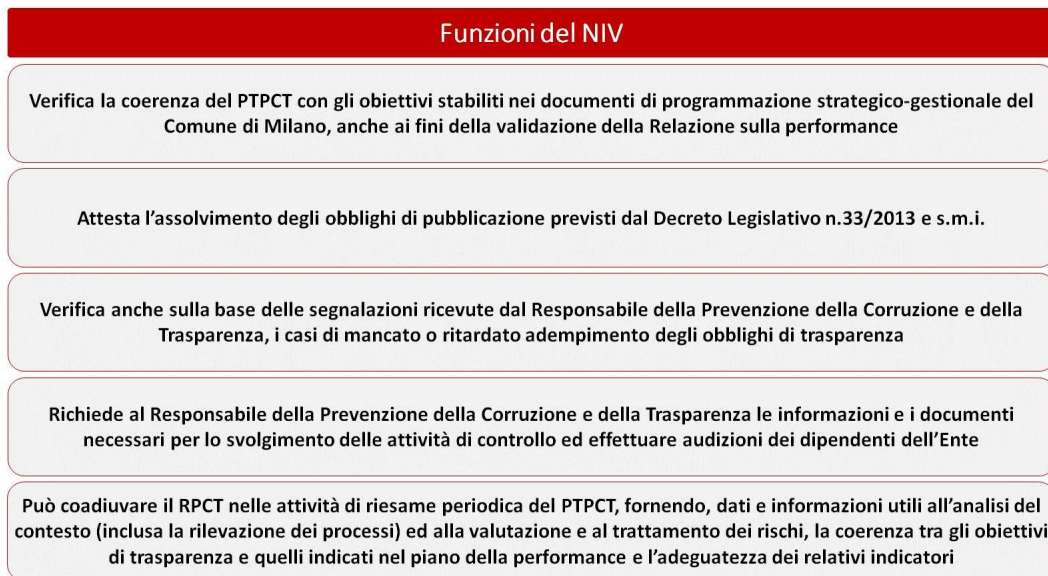 Funzioni del NIV
Verifica la coerenza del PTPCT con gli obiettivi stabiliti nei documenti di programmazione strategico-gestionale del
Comune di Milano, anche ai fini della validazione della Relazione sulla performance
Attesta l’assolvimento degli obblighi di pubblicazione previsti dal Decreto Legislativo n.33/2013 e s.m.i.
Verifica anche sulla base delle segnalazioni ricevute dal Responsabile della Prevenzione della Corruzione e della
Trasparenza, i casi di mancato o ritardato adempimento degli obblighi di trasparenza
Richiede al Responsabile della Prevenzione della Corruzione e della Trasparenza le informazioni e i documenti
necessari per lo svolgimento delle attività di controllo ed effettuare audizioni dei dipendenti dell’Ente
Può coadiuvare il RPCT nelle attività di riesame periodica del PTPCT, fornendo, dati e informazioni utili all’analisi del
contesto (inclusa la rilevazione dei processi) ed alla valutazione e al trattamento dei rischi, la coerenza tra gli obiettivi
di trasparenza e quelli indicati nel piano della performance e l’adeguatezza dei relativi indicatori